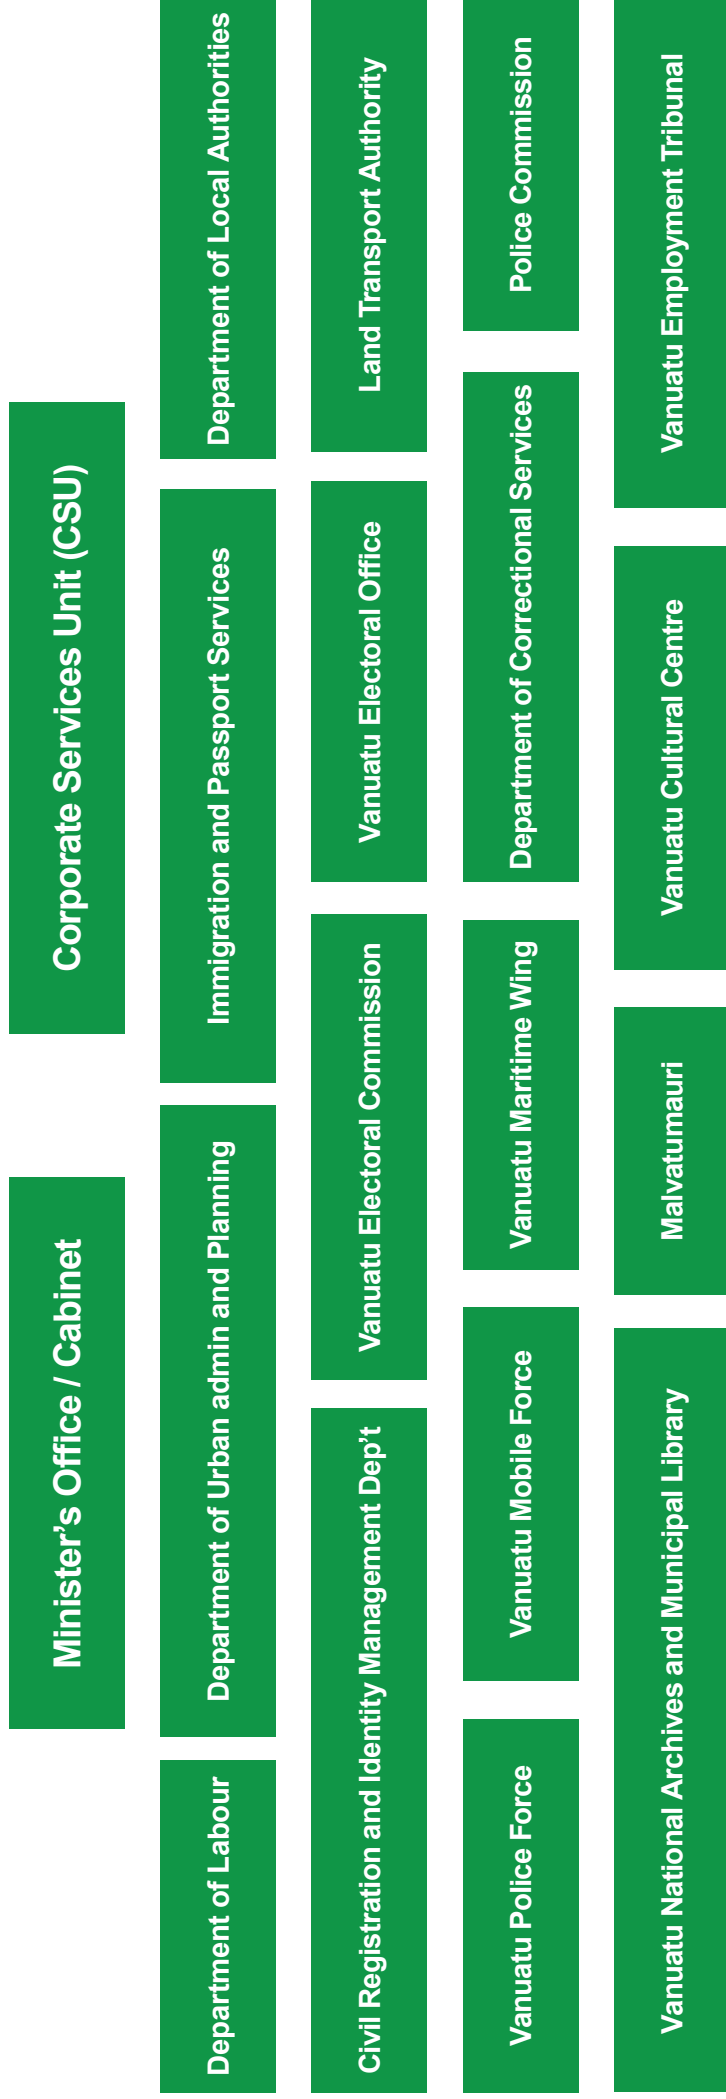 Minister’s Office / Cabinet
Corporate Services Unit (CSU)
Department of Labour
Department of Urban admin and Planning
Immigration and Passport Services
Department of Local Authorities
Civil Registration and Identity Management Dep’t
Vanuatu Electoral Commission
Vanuatu Electoral Office
Land Transport Authority
Vanuatu Police Force
Vanuatu Mobile Force
Vanuatu Maritime Wing
Department of Correctional Services
Police Commission
Vanuatu National Archives and Municipal Library
Malvatumauri
Vanuatu Cultural Centre
Vanuatu Employment Tribunal